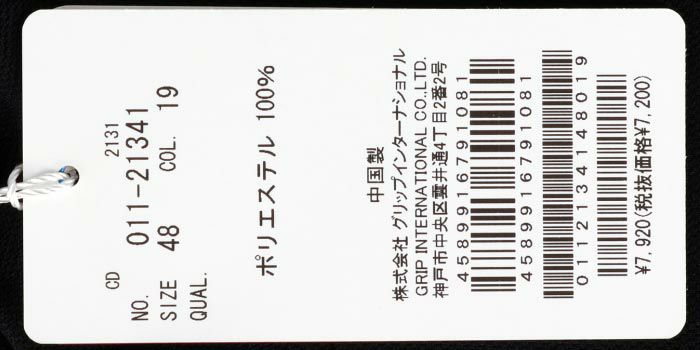 CD 2131
NO. 011-21341
SIZE 48 COL. 19
QUAL.
ポリエステル 100%
中国製
株式会社 グリップインターナショナル
GRIP INTERNATIONAL CO.,LTD.
神戸市中央区雲井通4丁目2番2号
4589916791081
4589916791081
0112134148019
¥7,920(税抜価格¥7,200)